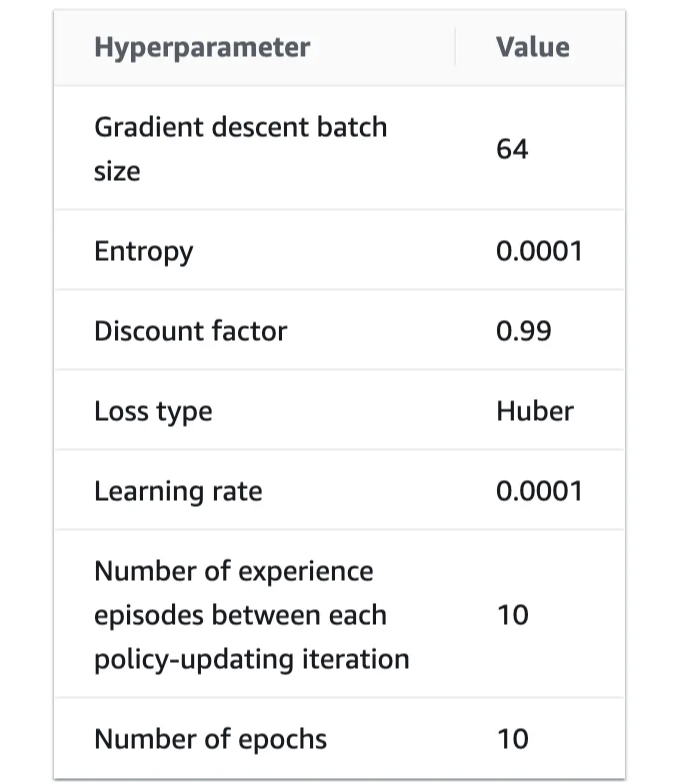 Hyperparameter Value
Gradient descent batch
size
64
Entropy 0.0001
Discount factor 0.99
Loss type Huber
Learning rate 0.0001
Number of experience
episodes between each
policy-updating iteration
10
Number of epochs 10